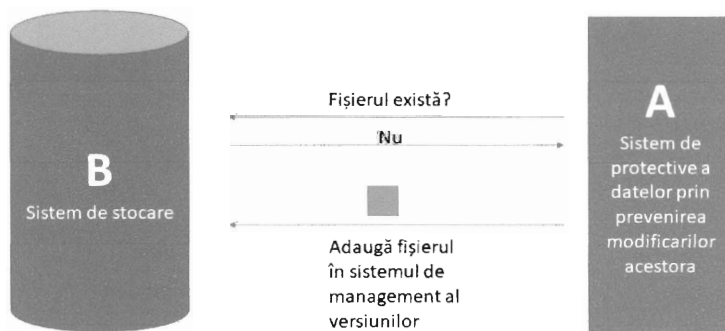 B
Sistem de stocare
Fișierul există?
Nu
Adaugă fișierul
în sistemul de
management al
versiunilor
A
Sistem de
protective a
datelor prin
prevenirea
modificarilor
acestora